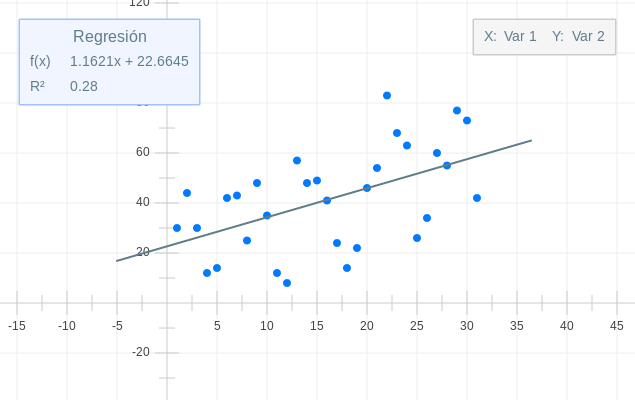 120
Regresión
f(x) 1.1621x + 22.6645
R² 0.28
X: Var 1 Y: Var 2
60
40
20
-15 -10 -5 5 10 15 20 25 30 35 40 45
-20